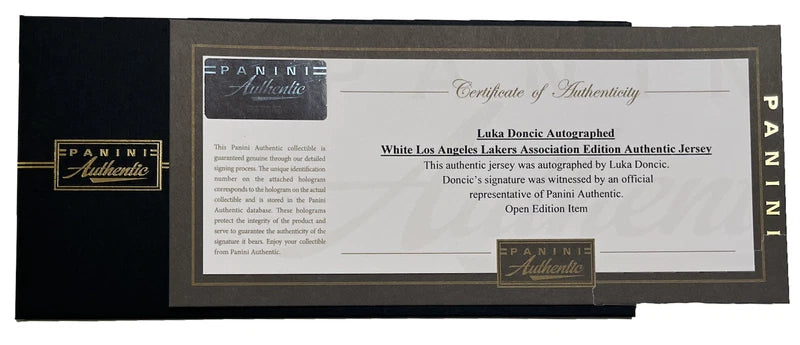 PANINI
Authentic
PANINI
Authentic
This Panini Authentic collectible is
guaranteed genuine through our detailed
signing process. The unique identification
number on the attached hologram
corresponds to the hologram on the actual
collectible and is stored in the Panini
Authentic database. These holograms
protect the integrity of the product and
serve to guarantee the authenticity of the
signature it bears. Enjoy your collectible
from Panini Authentic.
Certificate of Authenticity
Luka Doncic Autographed
White Los Angeles Lakers Association Edition Authentic Jersey
This authentic jersey was autographed by Luka Doncic.
Doncic's signature was witnessed by an official
representative of Panini Authentic.
Open Edition Item
PANINI
Authentic
PANINI